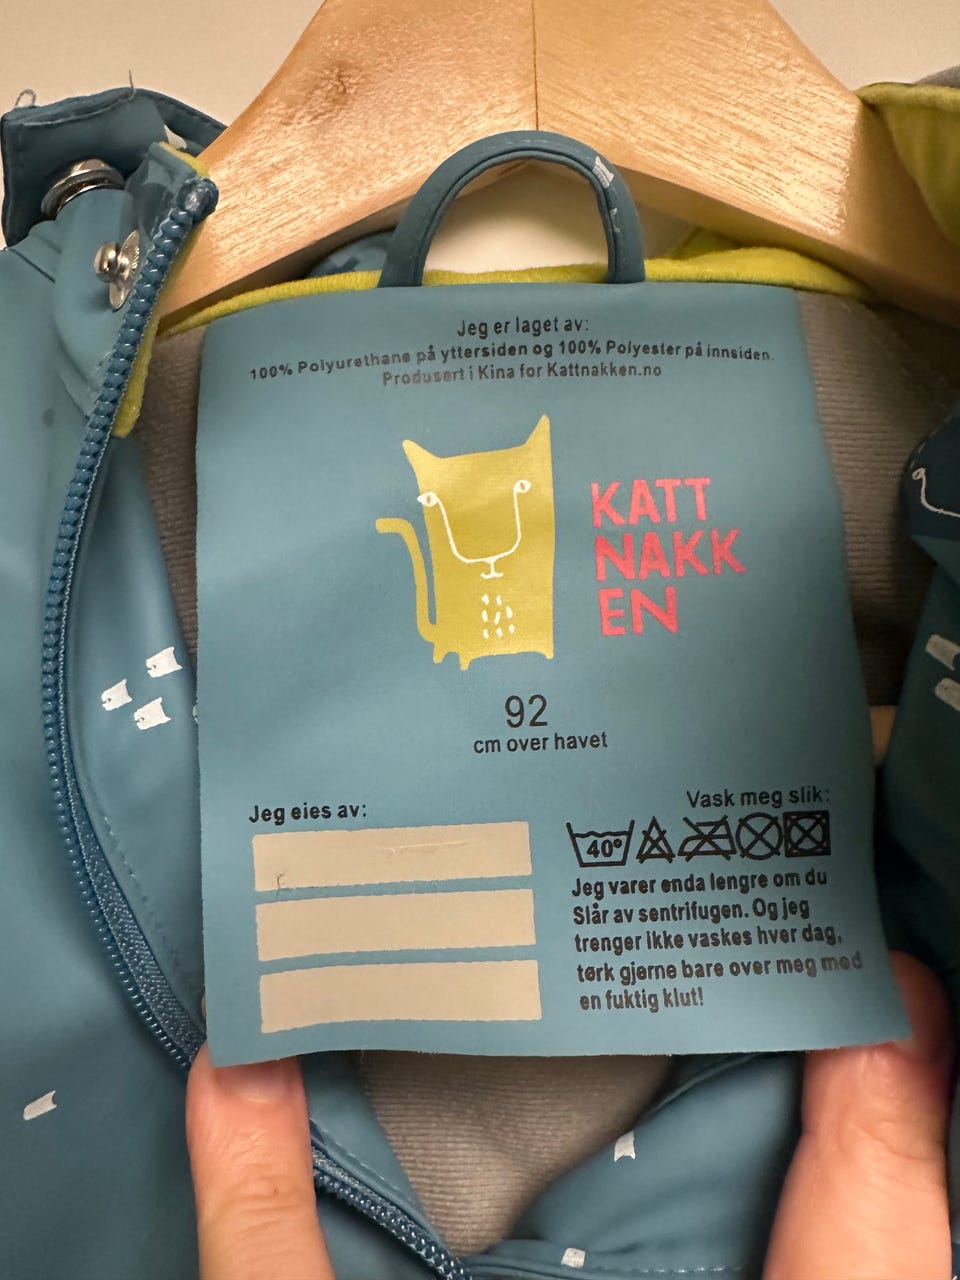 Jeg er laget av:
100% Polyurethane på yttersiden og 100% Polyester på innsiden.
Produsert i Kina for Kattnakken.no
KATT
NAKK
EN
92
cm over havet
Jeg eies av:
Vask meg slik:
40°
Jeg varer enda lengre om du
Slår av sentrifugen. Og jeg
trenger ikke vaskes hver dag,
tørk gjerne bare over meg med
en fuktig klut!